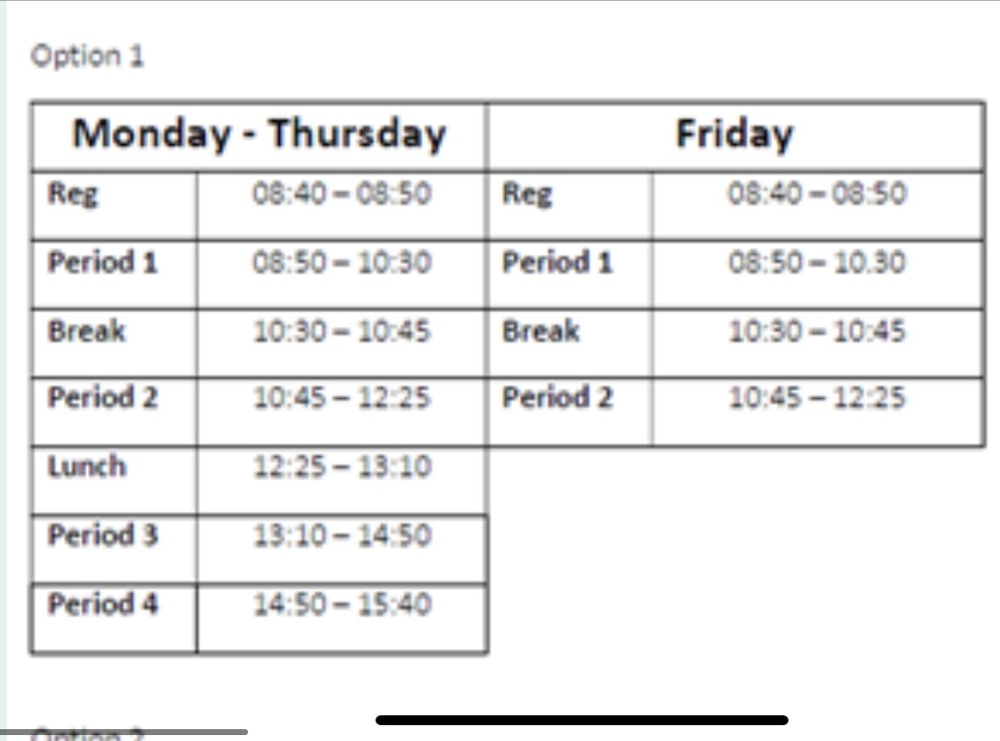 Option 1
Monday - Thursday Friday
Reg 08:40 – 08:50 Reg 08:40 – 08:50
Period 1 08:50 – 10:30 Period 1 08:50 – 10.30
Break 10:30 – 10:45 Break 10:30 – 10:45
Period 2 10:45 – 12:25 Period 2 10:45 – 12:25
Lunch 12:25 – 13:10
Period 3 13:10 – 14:50
Period 4 14:50 – 15:40
Option 2